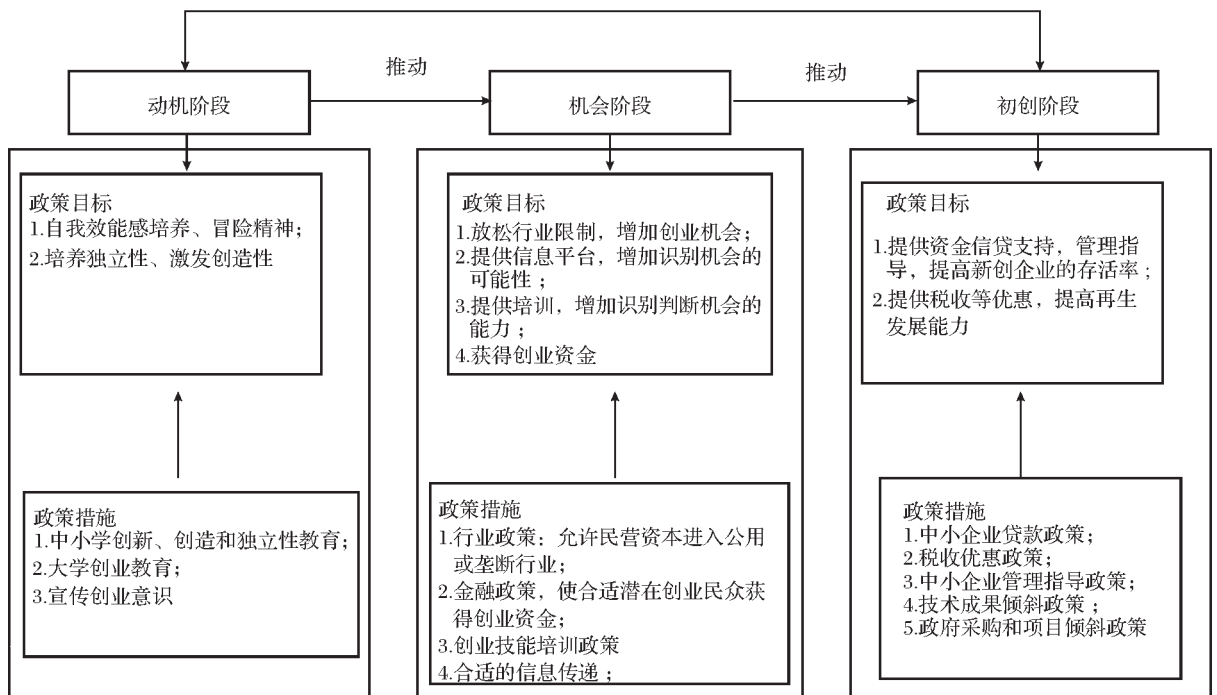 推动
推动
动机阶段
机会阶段
初创阶段
政策目标
1.自我效能感培养、冒险精神；
2.培养独立性、激发创造性
政策措施
1.中小学创新、创造和独立性教育；
2.大学创业教育；
3.宣传创业意识
政策目标
1.放松行业限制，增加创业机会；
2.提供信息平台，增加识别机会的
可能性；
3.提供培训，增加识别判断机会的
能力；
4.获得创业资金
政策措施
1.行业政策：允许民营资本进入公用
或垄断行业；
2.金融政策，使合适潜在创业民众获
得创业资金；
3.创业技能培训政策
4.合适的信息传递；
政策目标
1.提供资金信贷支持，管理指
导，提高新创企业的存活率；
2.提供税收等优惠，提高再生
发展能力
政策措施
1.中小企业贷款政策；
2.税收优惠政策；
3.中小企业管理指导政策；
4.技术成果倾斜政策；
5.政府采购和项目倾斜政策